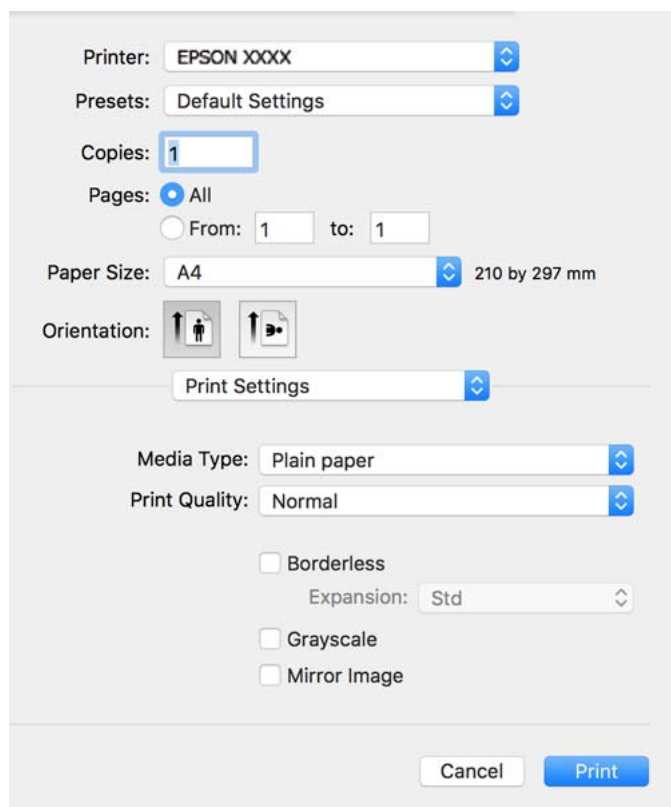 Printer: EPSON XXXX
Presets: Default Settings
Copies: 1
Pages: All
From: 1 to: 1
Paper Size: A4 210 by 297 mm
Orientation:
Print Settings
Media Type: Plain paper
Print Quality: Normal
Borderless
Expansion: Std
Grayscale
Mirror Image
Cancel Print